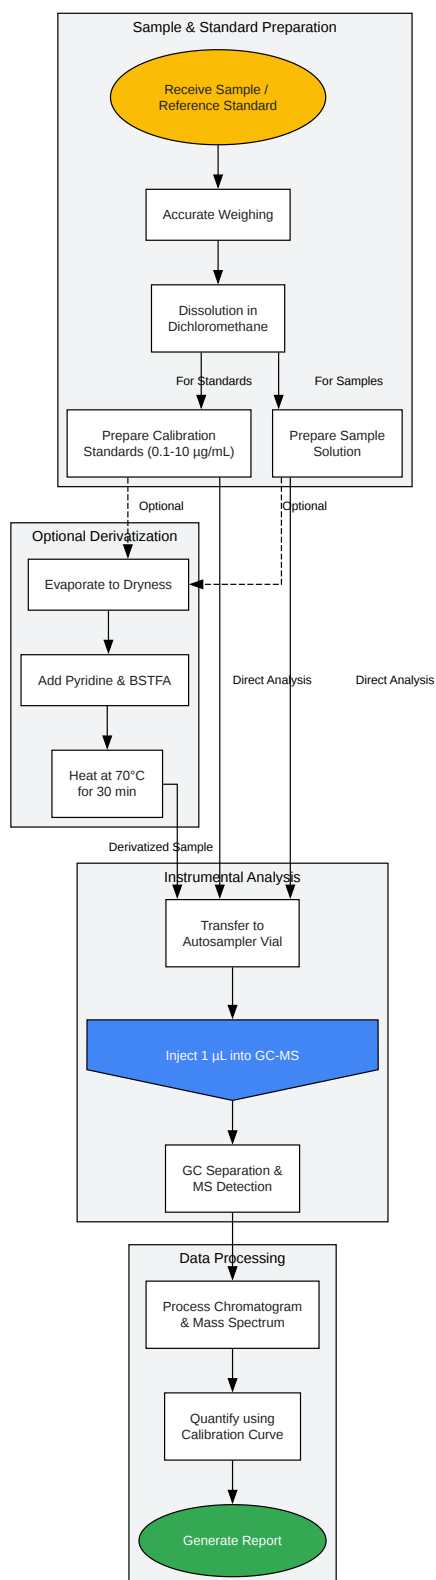 Sample & Standard Preparation
Receive Sample /
Reference Standard
Accurate Weighing
Dissolution in
Dichloromethane
For Standards
For Samples
Prepare Calibration
Standards (0.1-10 µg/mL)
Prepare Sample
Solution
Optional
Optional
Optional Derivatization
Evaporate to Dryness
Add Pyridine & BSTFA
Direct Analysis
Direct Analysis
Heat at 70°C
for 30 min
Derivatized Sample
Instrumental Analysis
Transfer to
Autosampler Vial
Inject 1 µL into GC-MS
GC Separation &
MS Detection
Data Processing
Process Chromatogram
& Mass Spectrum
Quantify using
Calibration Curve
Generate Report